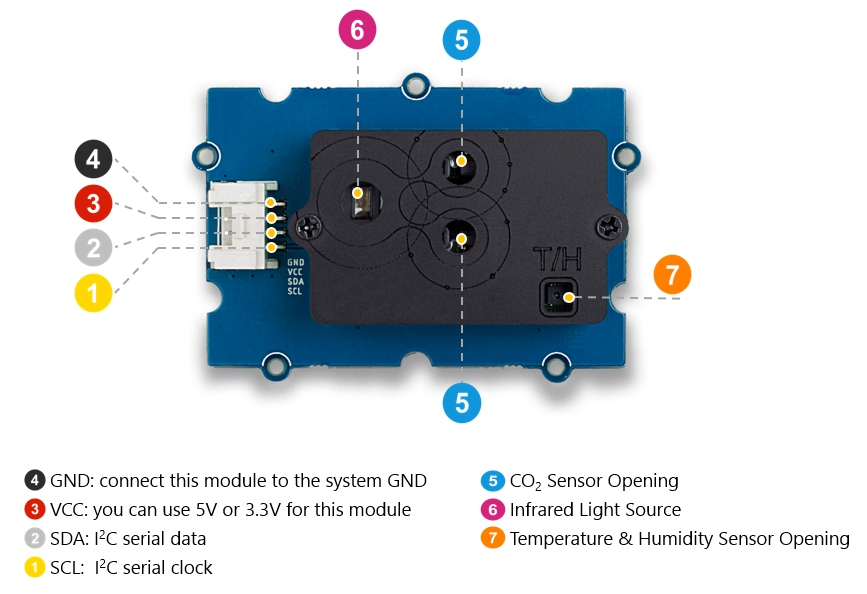 6
5
4
3
2
1
GND
VCC
SDA
SCL
T/H
7
5
4 GND: connect this module to the system GND
3 VCC: you can use 5V or 3.3V for this module
2 SDA: I²C serial data
1 SCL: I²C serial clock
5 CO₂ Sensor Opening
6 Infrared Light Source
7 Temperature & Humidity Sensor Opening